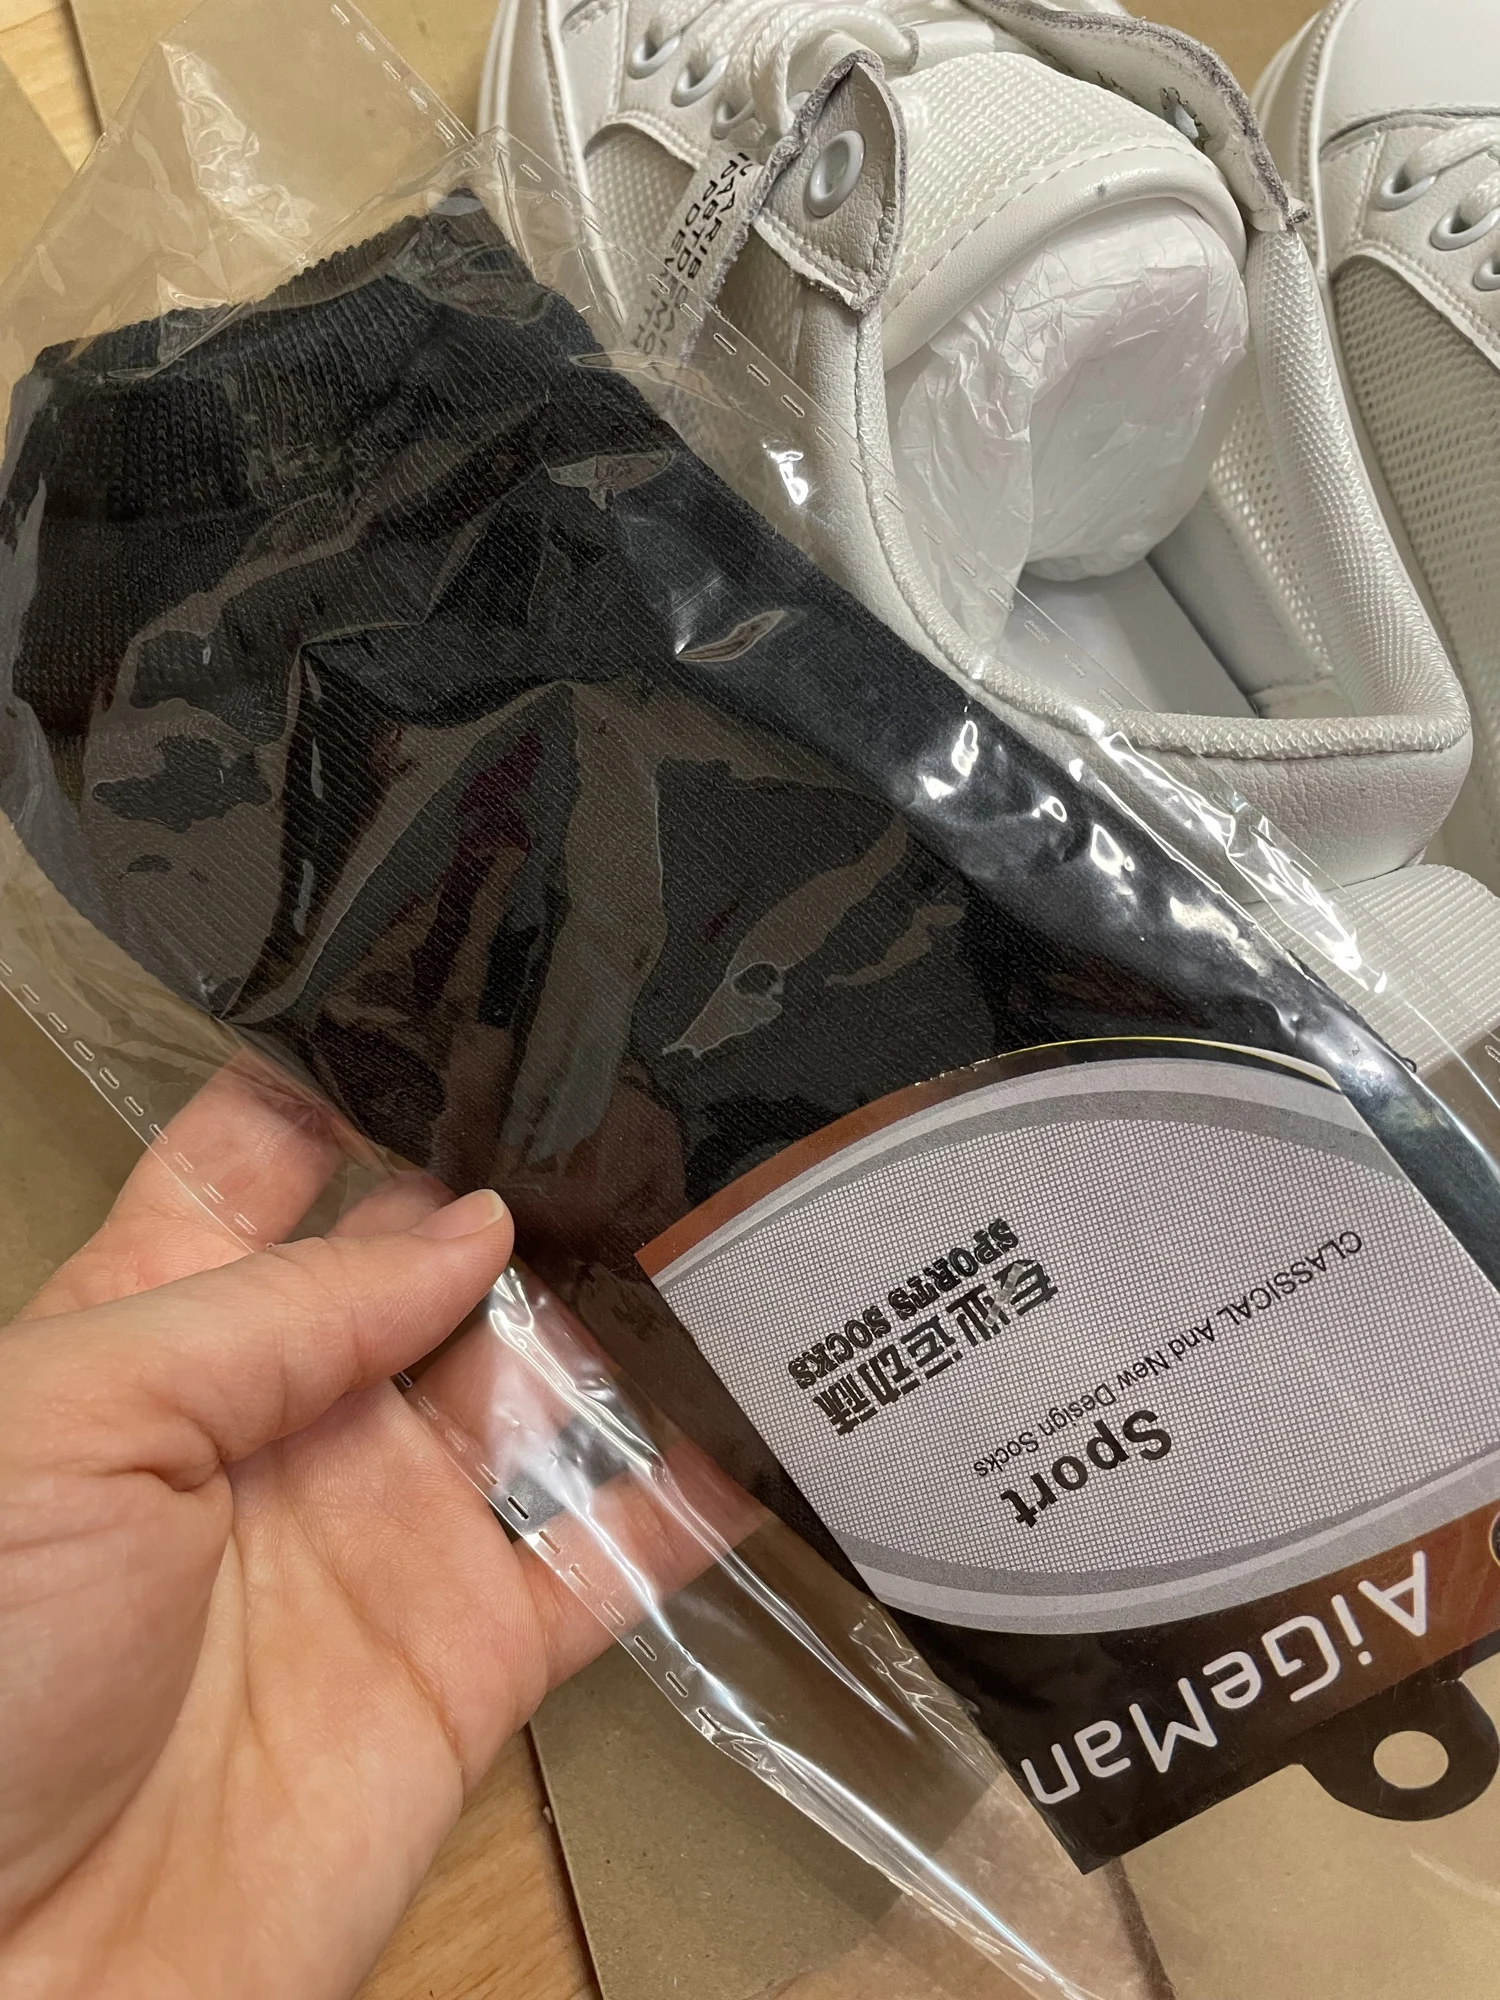 AiGeMan
Sport
CLASSICAL And New Design Socks
专业运动袜
SPORTS SOCKS